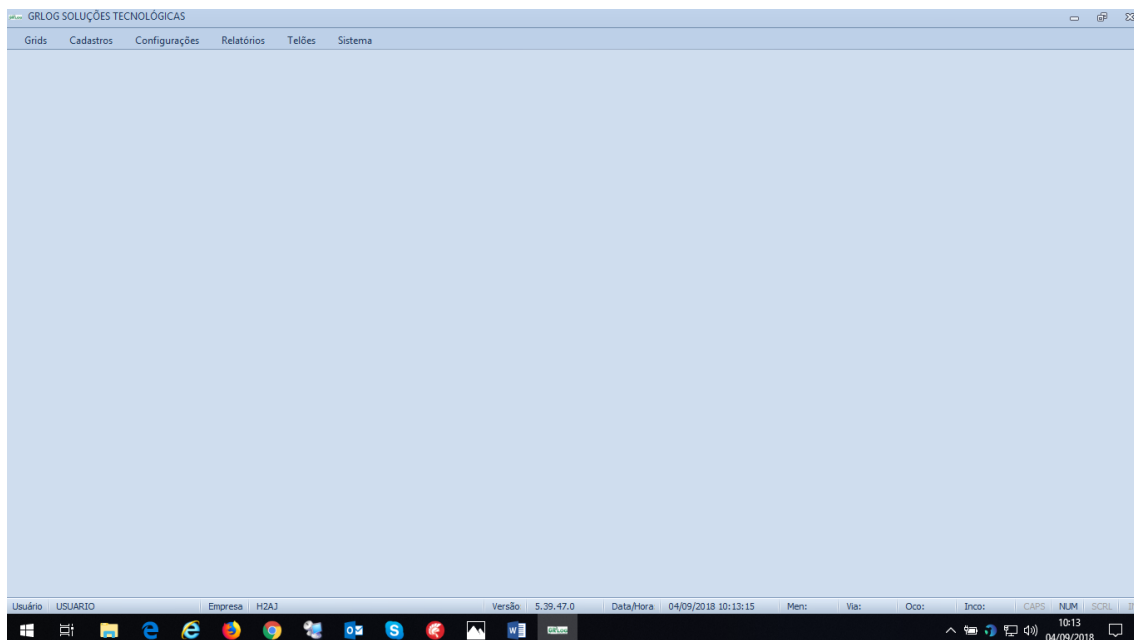 GRLOG SOLUÇÕES TECNOLÓGICAS
Grids Cadastros Configurações Relatórios Telões Sistema
Usuário USUARIO Empresa H2AJ Versão 5.39.47.0 Data/Hora 04/09/2018 10:13:15 Men: Via: Oco: Inco: CAPS NUM SCRL
10:13
04/09/2018